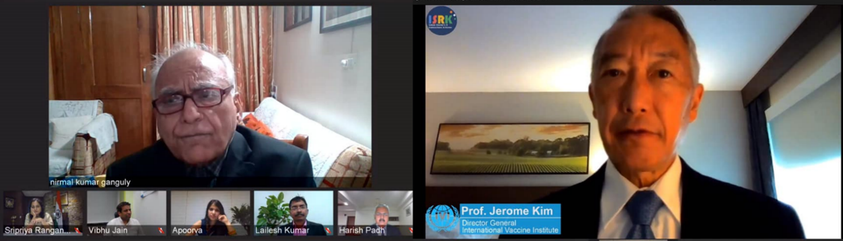 ISRK
nirmal kumar ganguly
Sripriya Rangan...
Vibhu Jain
Apoorva
Lailesh Kumar
Harish Padh
Prof. Jerome Kim
Director General
International Vaccine Institute